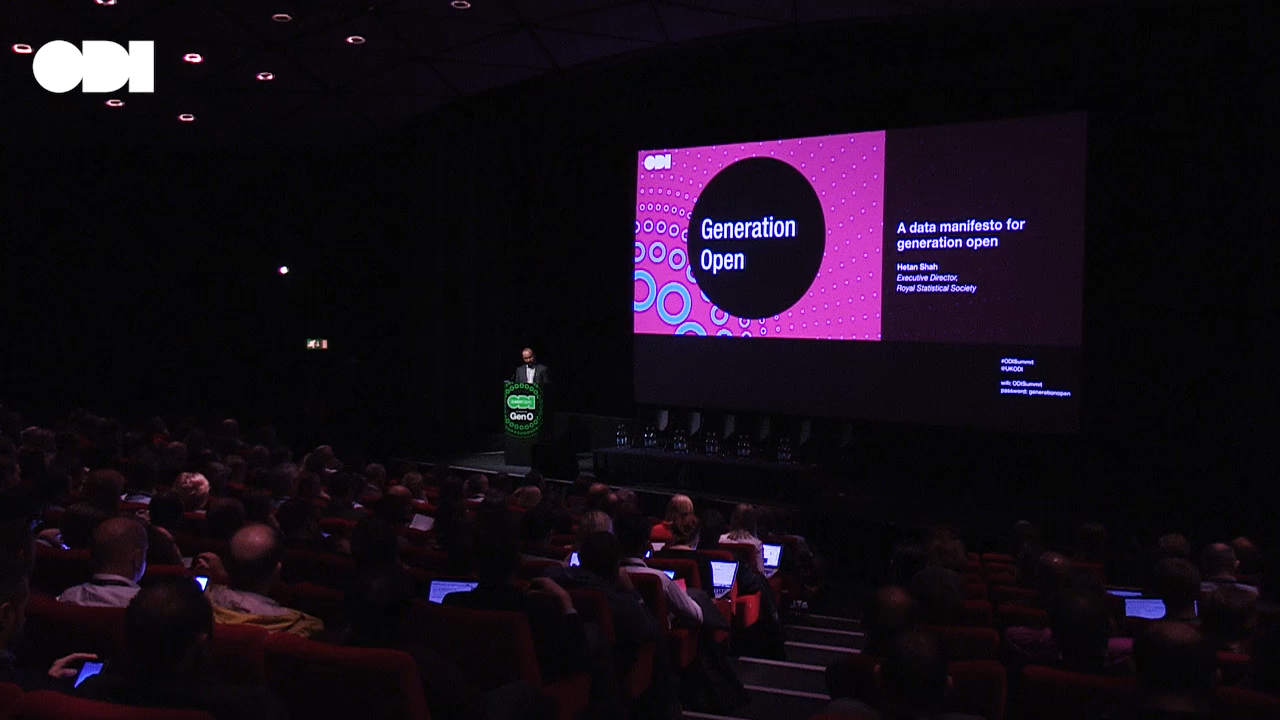 ODI
ODI
Generation
Open
A data manifesto for
generation open
Hetan Shah
Executive Director,
Royal Statistical Society
#ODISummit
@UKODI
wifi: ODISummit
password: generationopen
ODI
Gen O